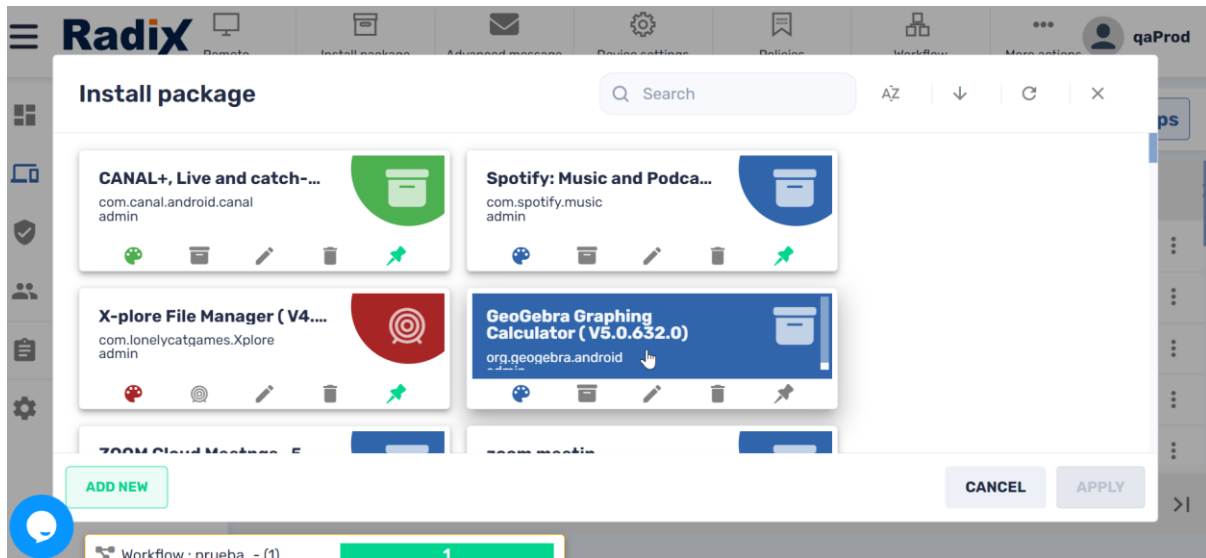 Radix
Remote
Install package
Advanced message
Device settings
Policies
Workflow
More actions
qaProd
Install package
Search
AZ
ps
CANAL+, Live and catch-...
com.canal.android.canal
admin
Spotify: Music and Podca...
com.spotify.music
admin
X-plore File Manager ( V4....
com.lonelycatgames.Xplore
admin
GeoGebra Graphing
Calculator ( V5.0.632.0)
org.geogebra.android
admin
ADD NEW
CANCEL
APPLY
Workflow : prueba - (1)
1